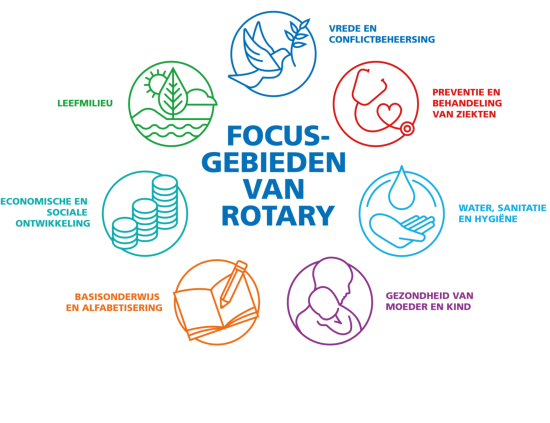 VREDE EN
CONFLICTBEHEERSING
LEEFMILIEU
PREVENTIE EN
BEHANDELING
VAN ZIEKTEN
FOCUS-
GEBIEDEN
VAN
ROTARY
ECONOMISCHE EN
SOCIALE
ONTWIKKELING
WATER, SANITATIE
EN HYGIËNE
BASISONDERWIJS
EN ALFABETISERING
GEZONDHEID VAN
MOEDER EN KIND